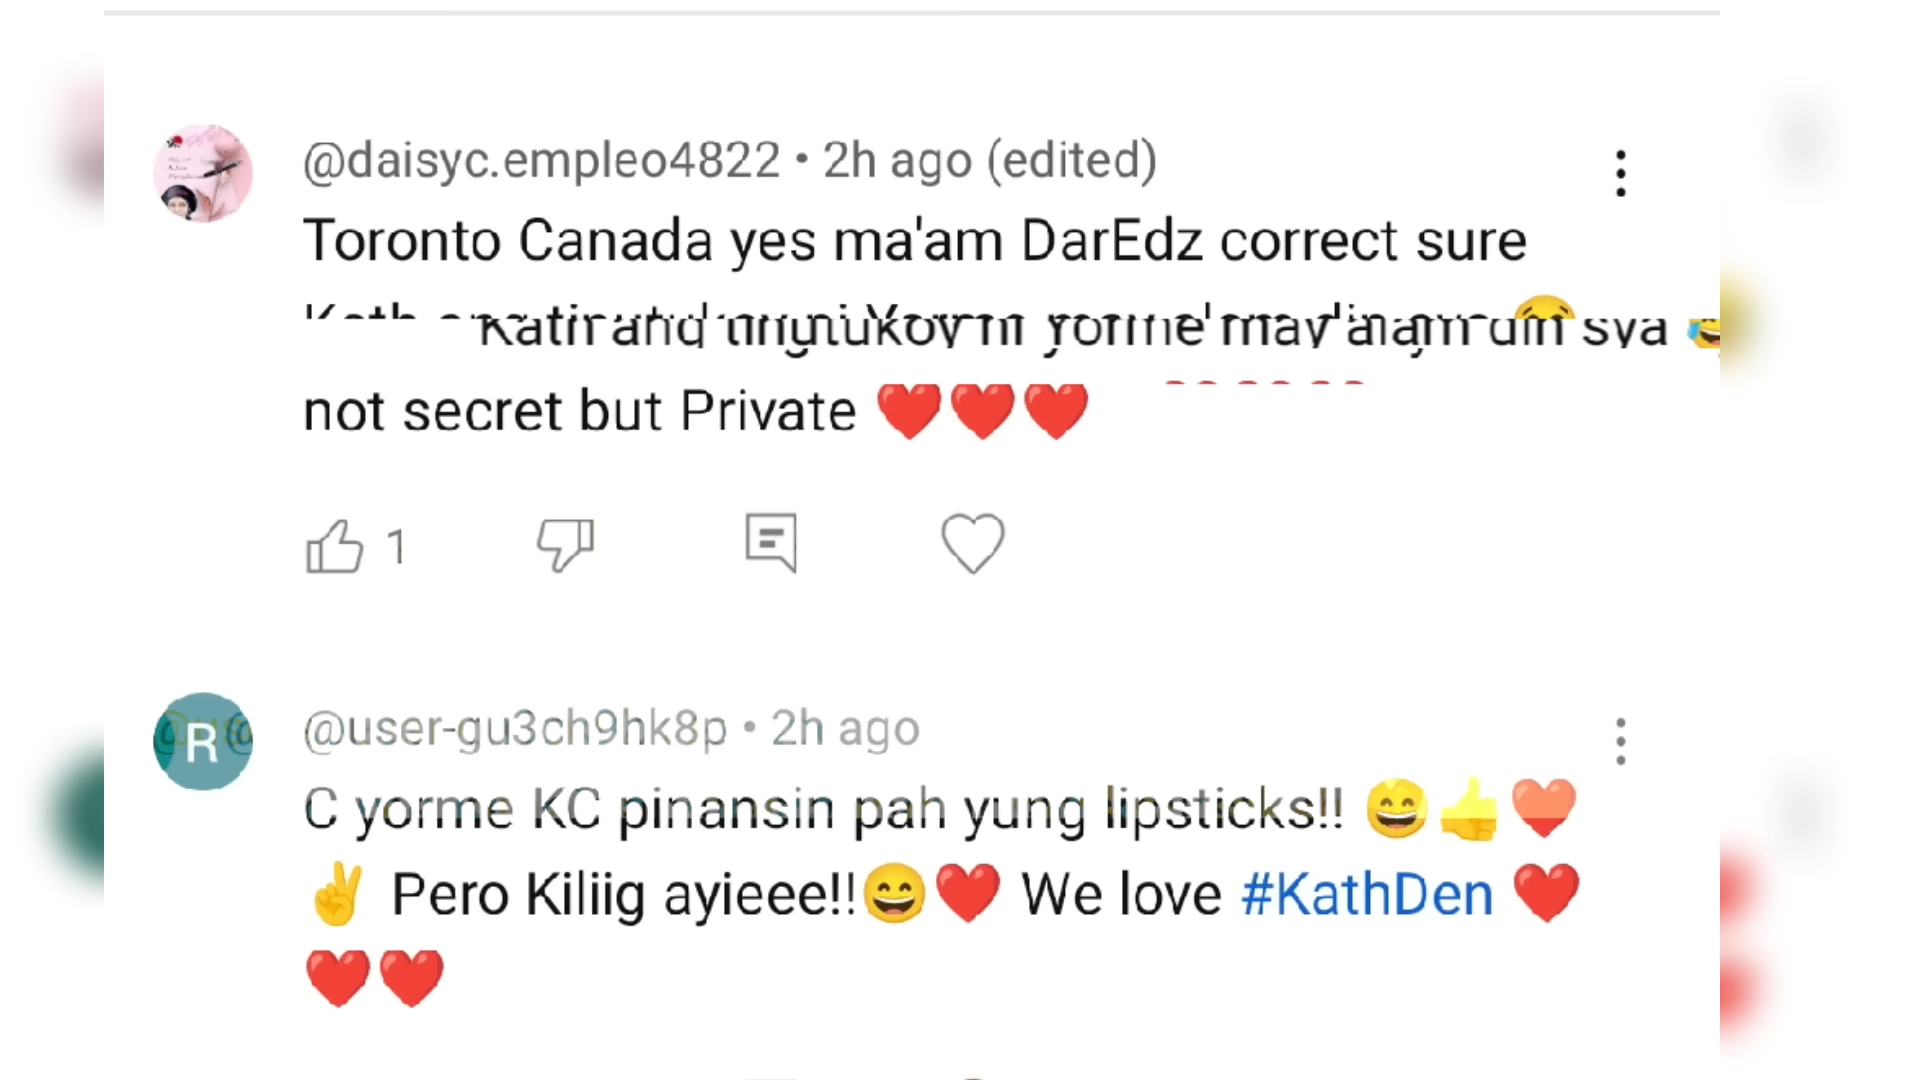 @daisyc.empleo4822 • 2h ago (edited)
Toronto Canada yes ma'am DarEdz correct sure
not secret but Private ❤️❤️❤️
1
R
@user-gu3ch9hk8p • 2h ago
C yorme KC pinansin pah yung lipsticks!! 😅👍❤️
✌️ Pero Kiliig ayieee!!😄❤️ We love #KathDen ❤️
❤️❤️